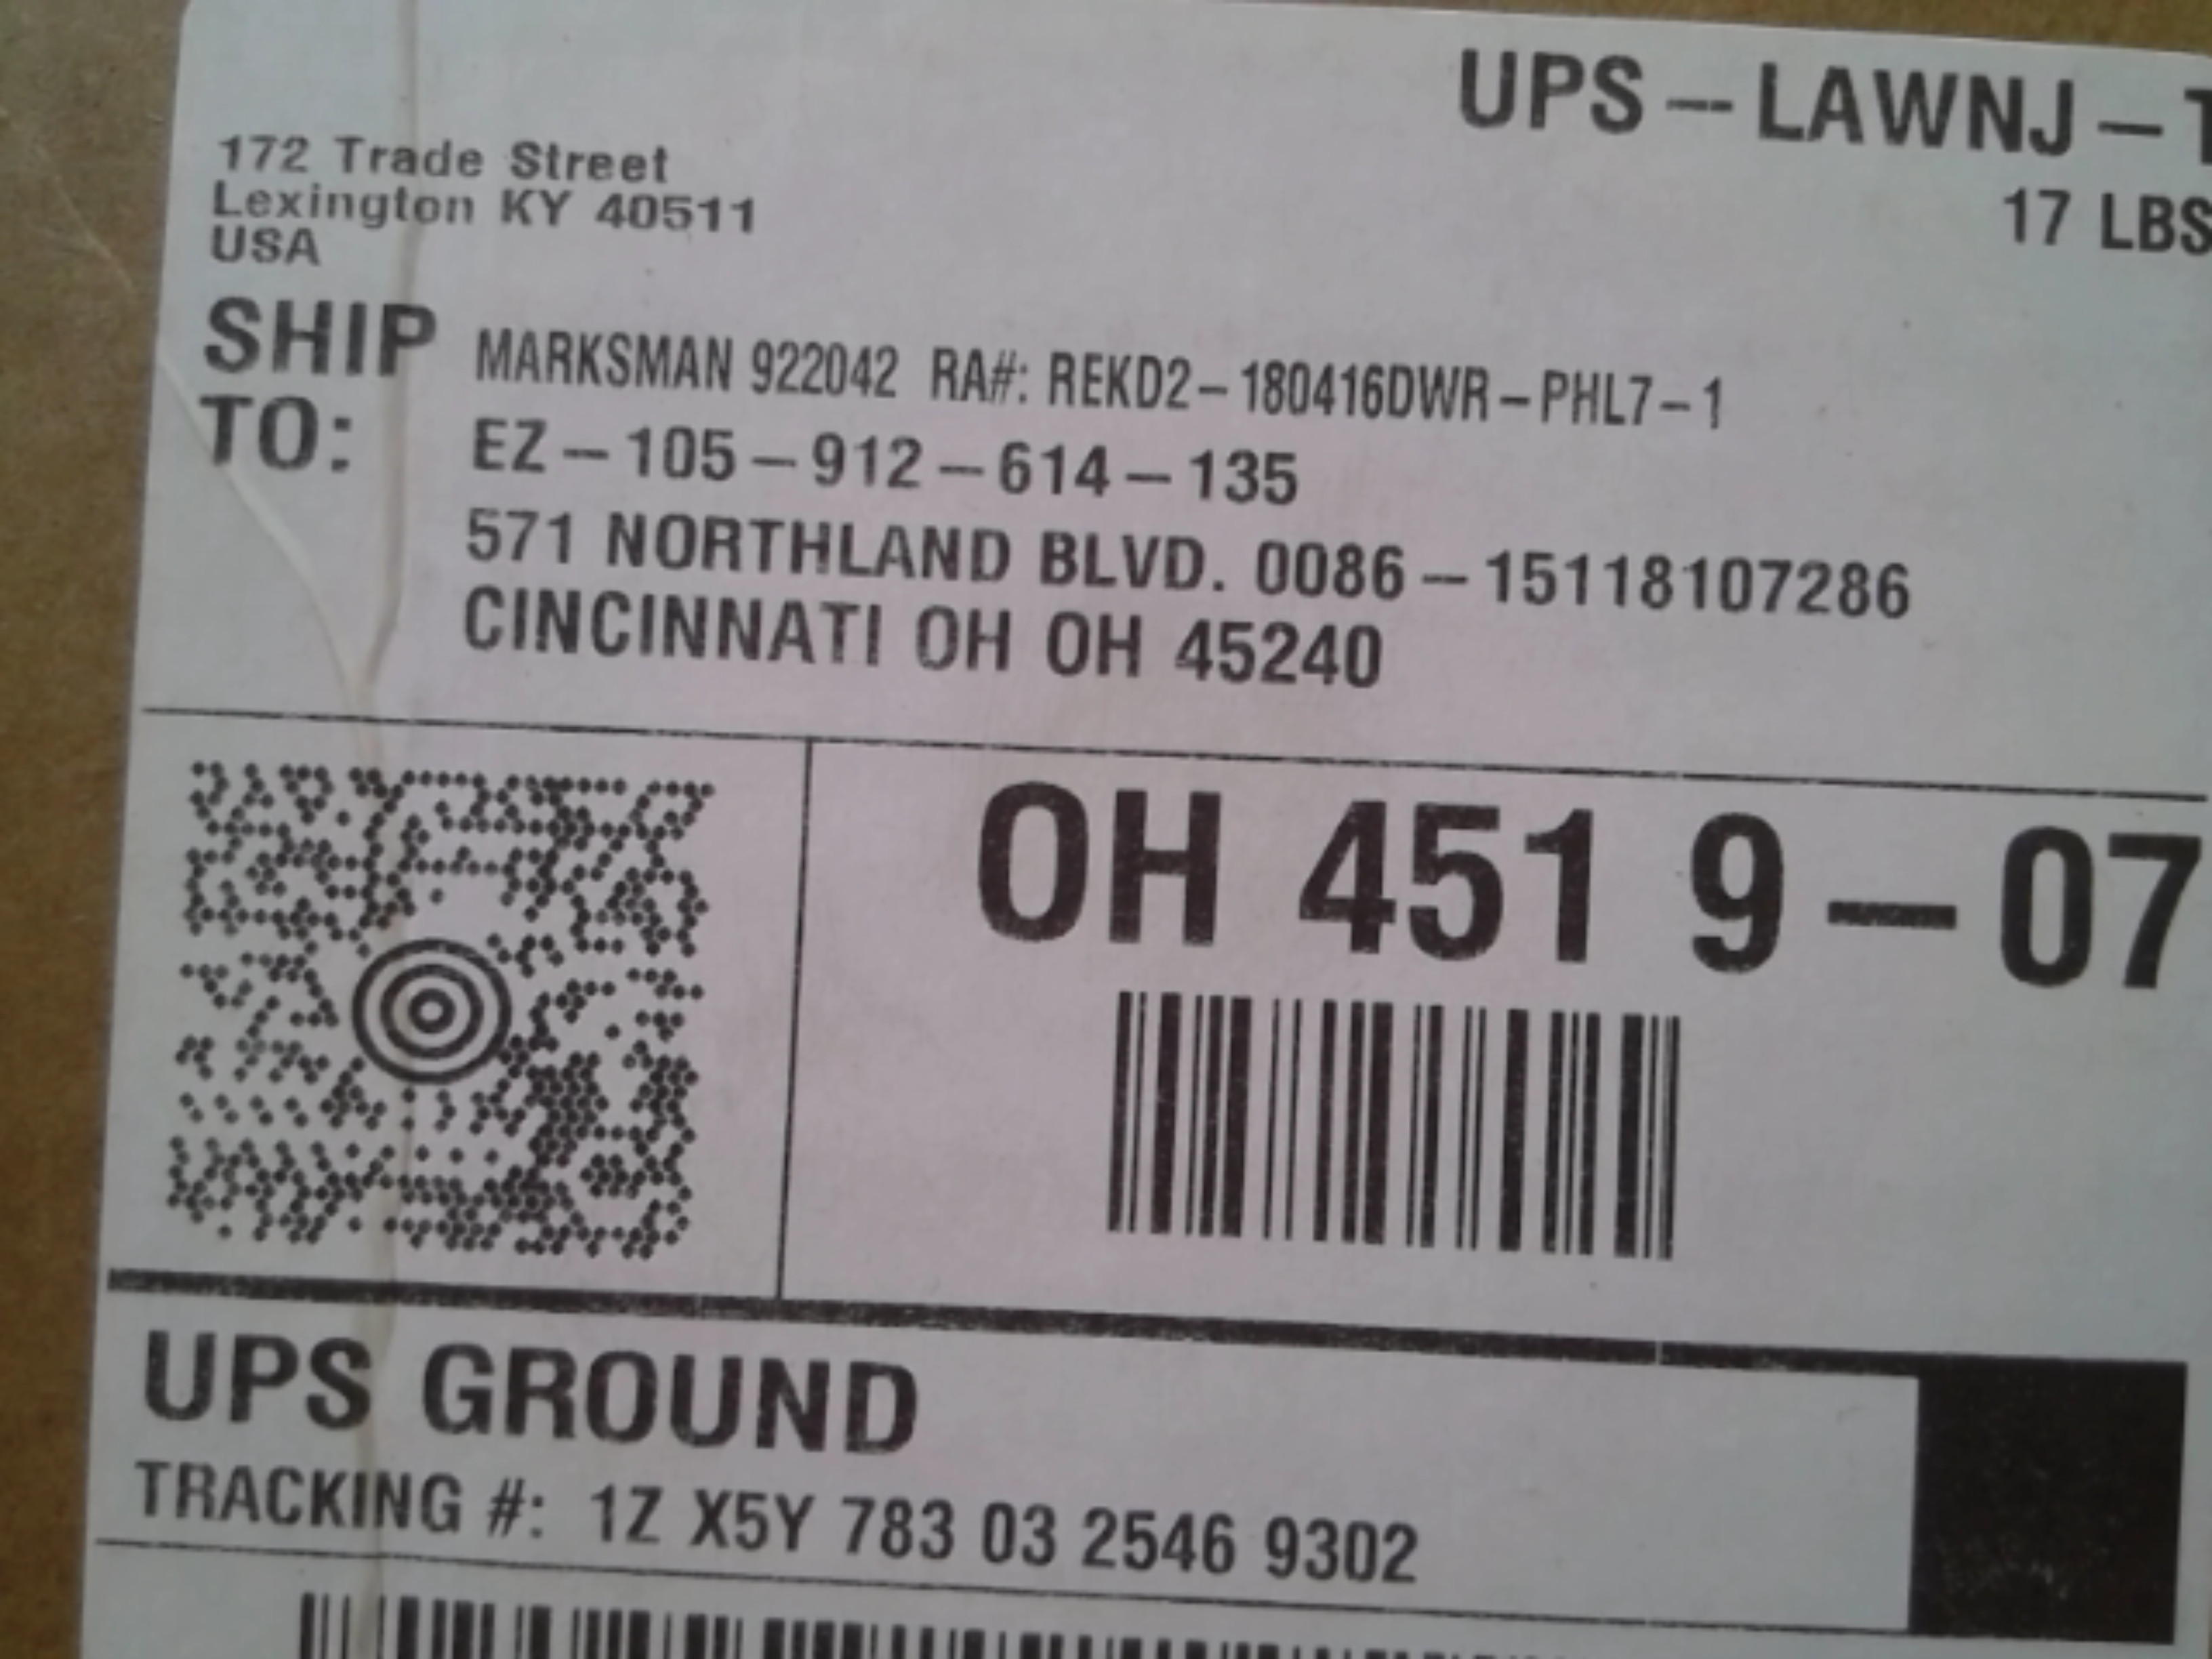 UPS - LAWNJ - T
17 LBS
172 Trade Street
Lexington KY 40511
USA
SHIP TO:
MARKSMAN 922042 RA#: REKD2-180416DWR-PHL7-1
EZ-105-912-614-135
571 NORTHLAND BLVD. 0086-15118107286
CINCINNATI OH OH 45240
OH 451 9-07
UPS GROUND
TRACKING #: 1Z X5Y 783 03 2546 9302